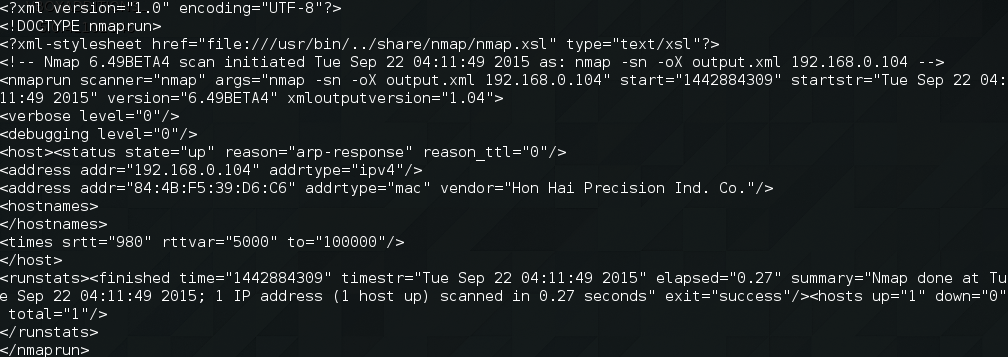 <?xml version="1.0" encoding="UTF-8"?>
<!DOCTYPE nmaprun>
<?xml-stylesheet href="file:///usr/bin/../share/nmap/nmap.xsl" type="text/xsl"?>
<!-- Nmap 6.49BETA4 scan initiated Tue Sep 22 04:11:49 2015 as: nmap -sn -oX output.xml 192.168.0.104 -->
<nmaprun scanner="nmap" args="nmap -sn -oX output.xml 192.168.0.104" start="1442884309" startstr="Tue Sep 22 04:
11:49 2015" version="6.49BETA4" xmloutputversion="1.04">
<verbose level="0"/>
<debugging level="0"/>
<host><status state="up" reason="arp-response" reason_ttl="0"/>
<address addr="192.168.0.104" addrtype="ipv4"/>
<address addr="84:4B:F5:39:D6:C6" addrtype="mac" vendor="Hon Hai Precision Ind. Co."/>
<hostnames>
</hostnames>
<times srtt="980" rttvar="5000" to="100000"/>
</host>
<runstats><finished time="1442884309" timestr="Tue Sep 22 04:11:49 2015" elapsed="0.27" summary="Nmap done at Tu
e Sep 22 04:11:49 2015; 1 IP address (1 host up) scanned in 0.27 seconds" exit="success"/><hosts up="1" down="0"
 total="1"/>
</runstats>
</nmaprun>